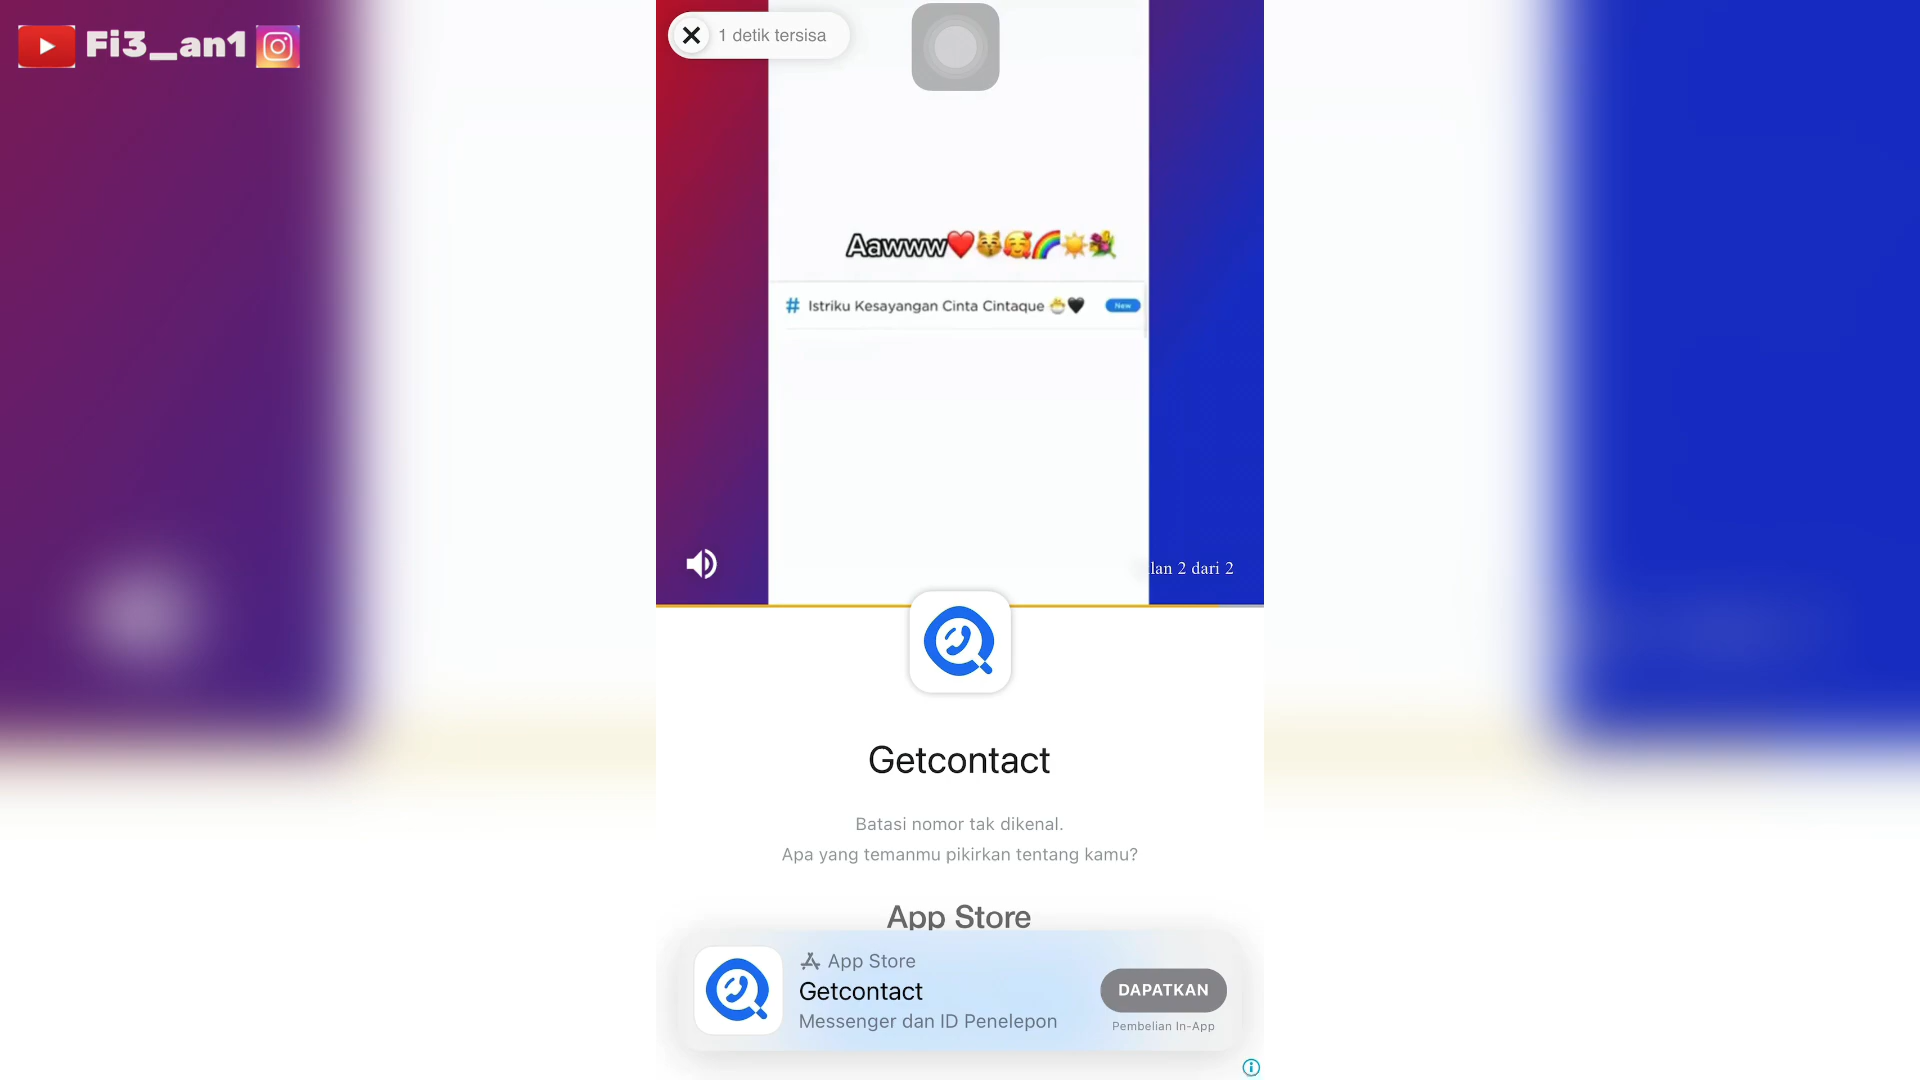 Fi3_an1
1 detik tersisa
Aawww❤️😽🥰🌈☀️💐
# Istriku Kesayangan Cinta Cintaque 🐣🖤 New
lan 2 dari 2
Getcontact
Batasi nomor tak dikenal.
Apa yang temanmu pikirkan tentang kamu?
App Store
App Store
Getcontact
Messenger dan ID Penelepon
DAPATKAN
Pembelian In-App